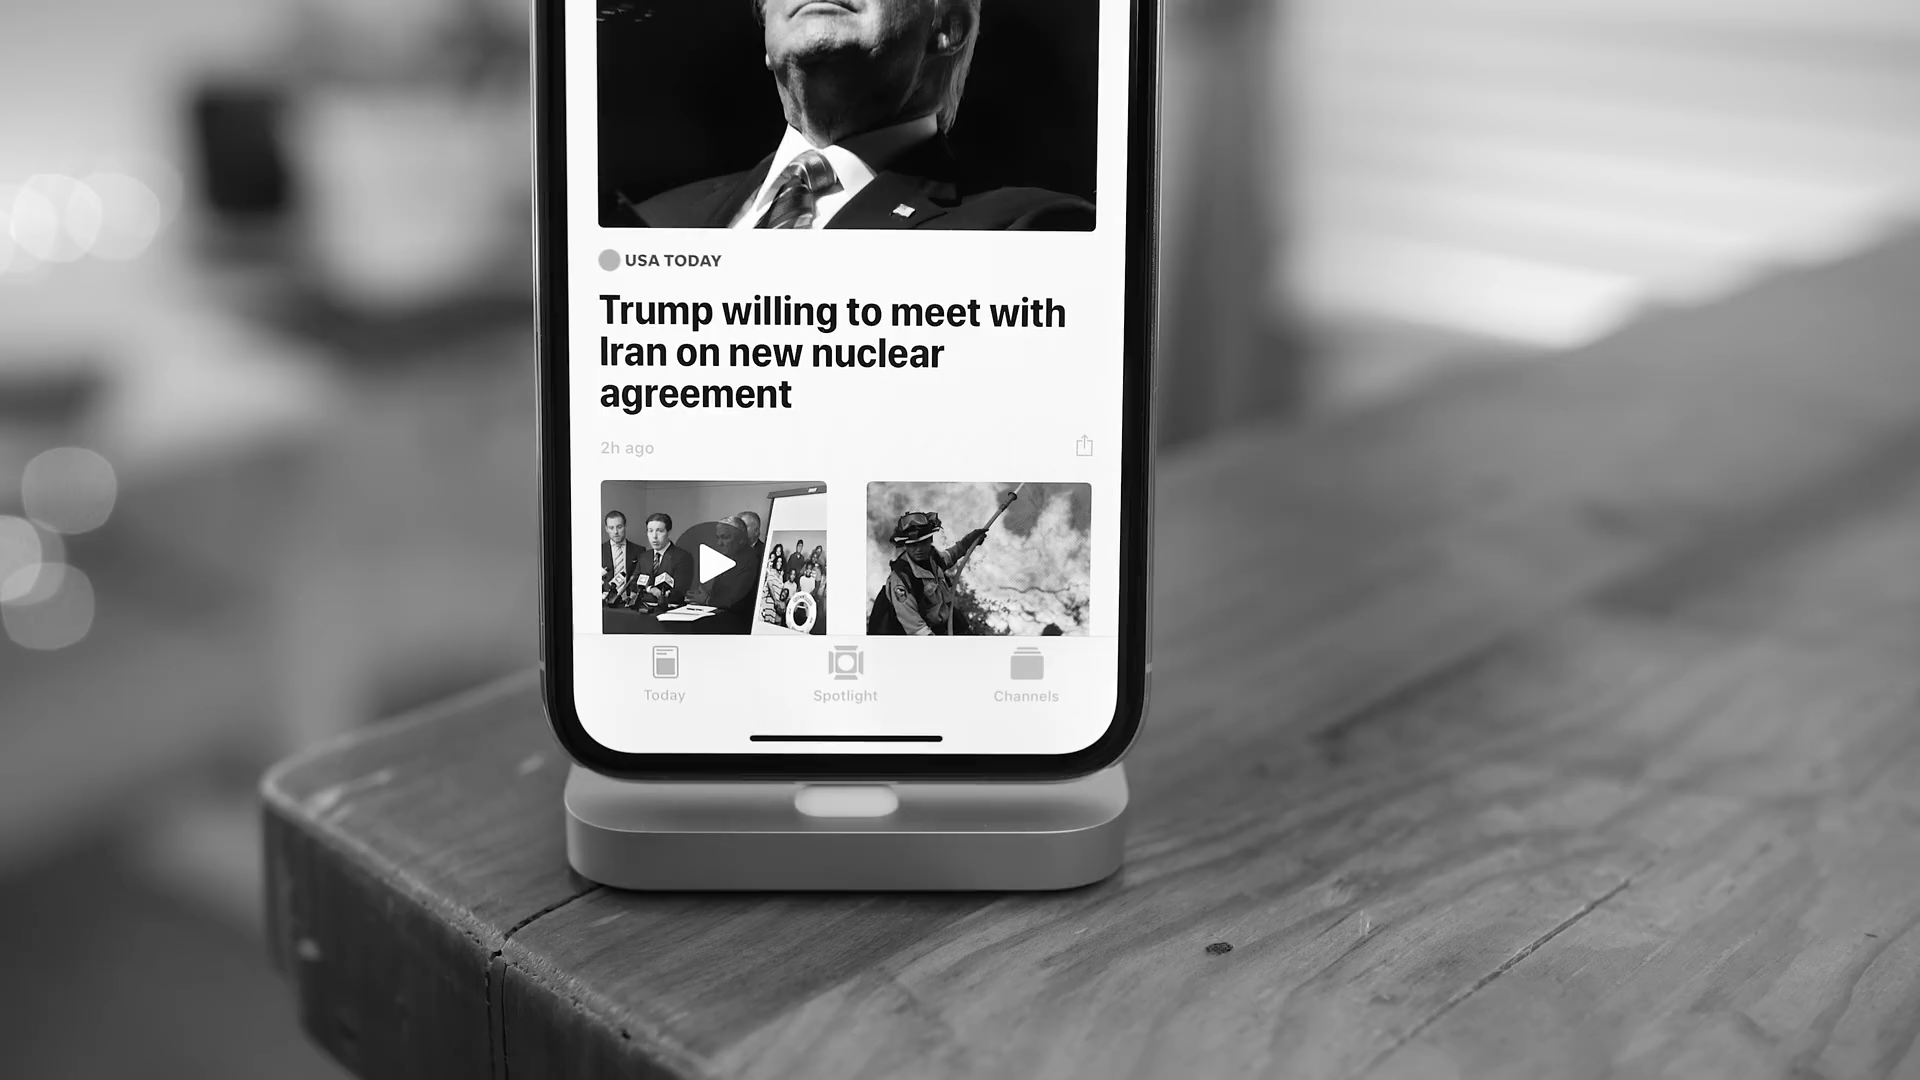 USA TODAY
Trump willing to meet with
Iran on new nuclear
agreement
2h ago
Today
Spotlight
Channels